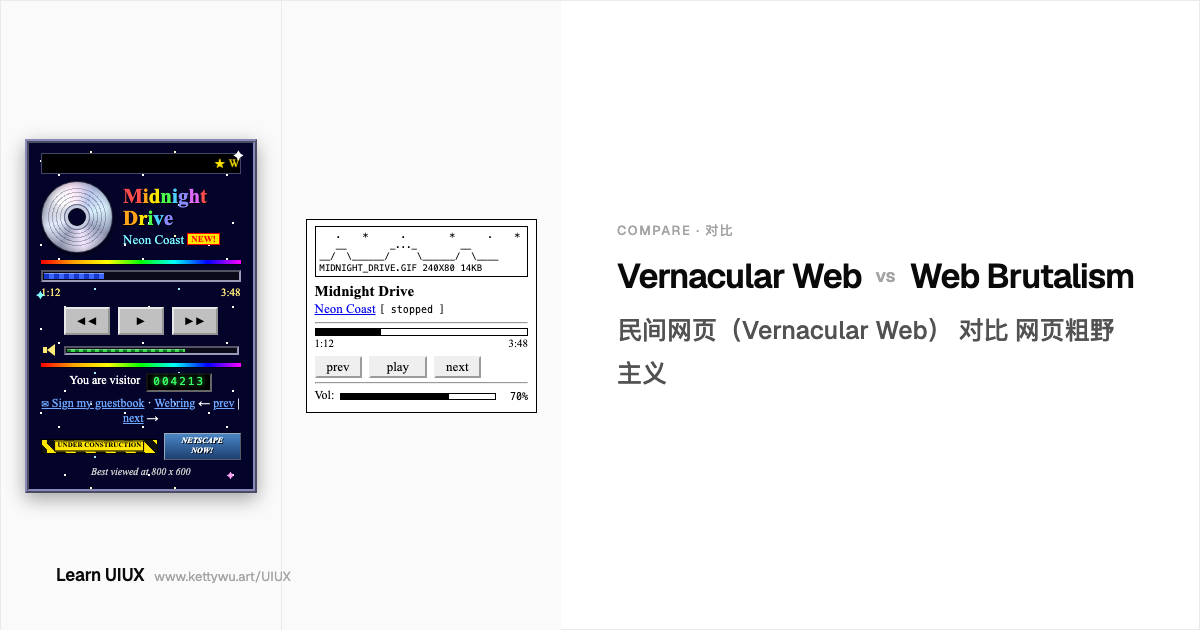 ★ W
Midnight
Drive
Neon Coast NEW!
1:12 3:48
◄◄ ► ►►
You are visitor 004213
✉ Sign my guestbook · Webring ← prev |
next →
UNDER CONSTRUCTION
NETSCAPE
NOW!
Best viewed at 800 x 600
MIDNIGHT_DRIVE.GIF 240X80 14KB
Midnight Drive
Neon Coast [ stopped ]
1:12 3:48
prev play next
Vol: 70%
COMPARE · 对比
Vernacular Web vs Web Brutalism
民间网页（Vernacular Web） 对比 网页粗野
主义
Learn UIUX www.kettywu.art/UIUX